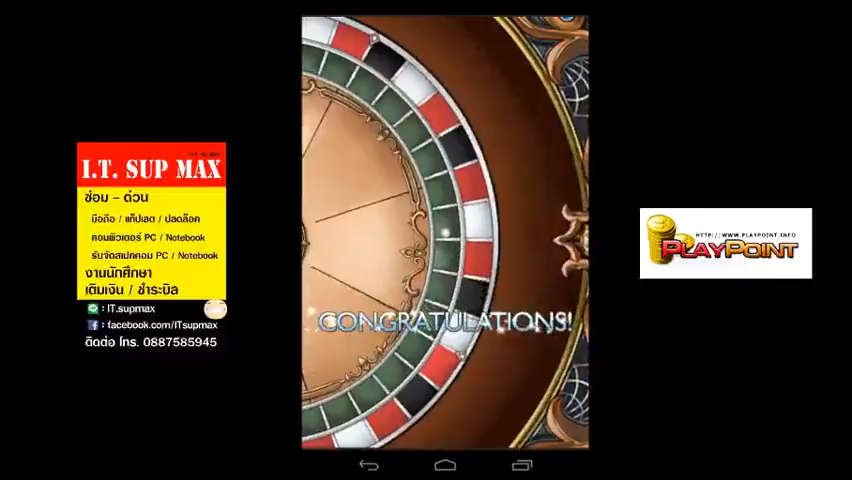 I.T. SUP MAX
ซ่อม - ด่วน
มือถือ / แท็ปเลต / ปลดล็อค
คอมพิวเตอร์ PC / Notebook
รับจัดสเปคคอม PC / Notebook
งานนักศึกษา
เติมเงิน / ชำระบิล
: IT.supmax
: facebook.com/ITsupmax
ติดต่อ โทร. 0887585945
CONGRATULATIONS!
HTTP://WWW.PLAYPOINT.INFO
PLAYPOINT